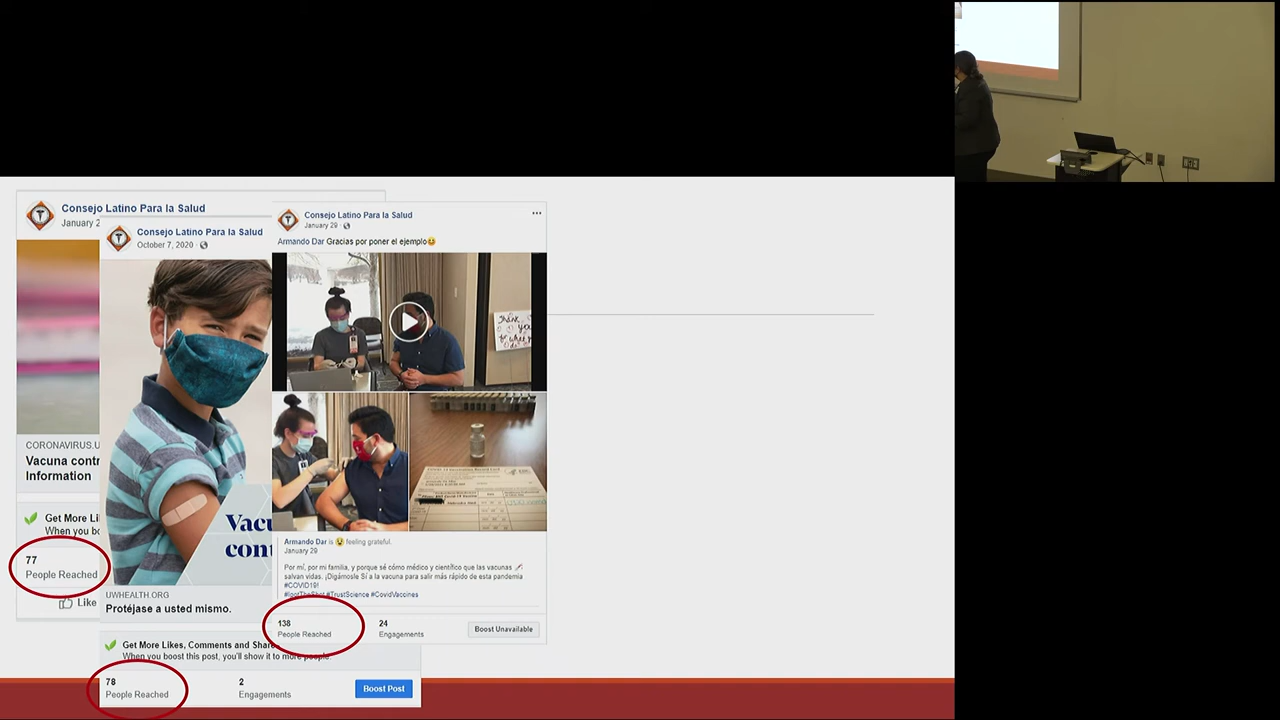 Consejo Latino Para la Salud
January 2
CORONAVIRUS.U
Vacuna contr
Information
Get More Lik
When you bo
77
People Reached
Like
Consejo Latino Para la Salud
October 7, 2020
Vacu
cont
UWHEALTH.ORG
Protéjase a usted mismo.
Get More Likes, Comments and Share
When you boost this post, you'll show it to more people.
78
People Reached
2
Engagements
Boost Post
Consejo Latino Para la Salud
January 29
Armando Dar Gracias por poner el ejemplo
Thank you
Armando Dar is feeling grateful.
January 29
Por mí, por mi familia, y porque sé cómo médico y científico que las vacunas
salvan vidas. ¡Digámosle Sí a la vacuna para salir más rápido de esta pandemia
#COVID19!
#IgotTheShot #TrustScience #CovidVaccines
138
People Reached
24
Engagements
Boost Unavailable